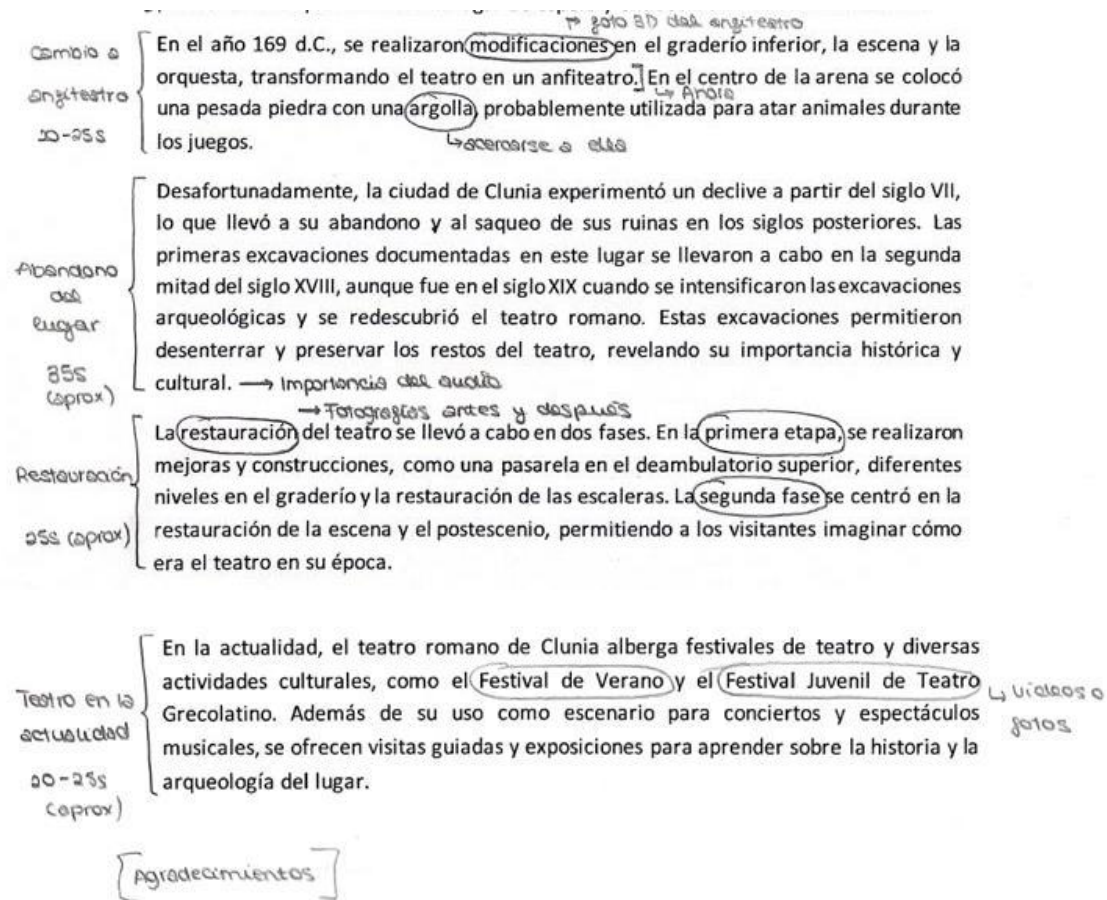 ↱ foto 3D del anfiteatro
Cambio a
anfiteatro
20-25s
En el año 169 d.C., se realizaron modificaciones en el graderío inferior, la escena y la
orquesta, transformando el teatro en un anfiteatro.] En el centro de la arena se colocó
↳ Ahora
una pesada piedra con una argolla, probablemente utilizada para atar animales durante
los juegos.
↳ acercarse a ella
Abandono
del
lugar
35s
(aprox)
Desafortunadamente, la ciudad de Clunia experimentó un declive a partir del siglo VII,
lo que llevó a su abandono y al saqueo de sus ruinas en los siglos posteriores. Las
primeras excavaciones documentadas en este lugar se llevaron a cabo en la segunda
mitad del siglo XVIII, aunque fue en el siglo XIX cuando se intensificaron las excavaciones
arqueológicas y se redescubrió el teatro romano. Estas excavaciones permitieron
desenterrar y preservar los restos del teatro, revelando su importancia histórica y
cultural. → Importancia del audio
→ Fotografías antes y después
Restauración
25s (aprox)
La restauración del teatro se llevó a cabo en dos fases. En la primera etapa, se realizaron
mejoras y construcciones, como una pasarela en el deambulatorio superior, diferentes
niveles en el graderío y la restauración de las escaleras. La segunda fase se centró en la
restauración de la escena y el postescenio, permitiendo a los visitantes imaginar cómo
era el teatro en su época.
Teatro en la
actualidad
20-25s
(aprox)
En la actualidad, el teatro romano de Clunia alberga festivales de teatro y diversas
actividades culturales, como el Festival de Verano y el Festival Juvenil de Teatro
↳ vídeos o
fotos
Grecolatino. Además de su uso como escenario para conciertos y espectáculos
musicales, se ofrecen visitas guiadas y exposiciones para aprender sobre la historia y la
arqueología del lugar.
[Agradecimientos]